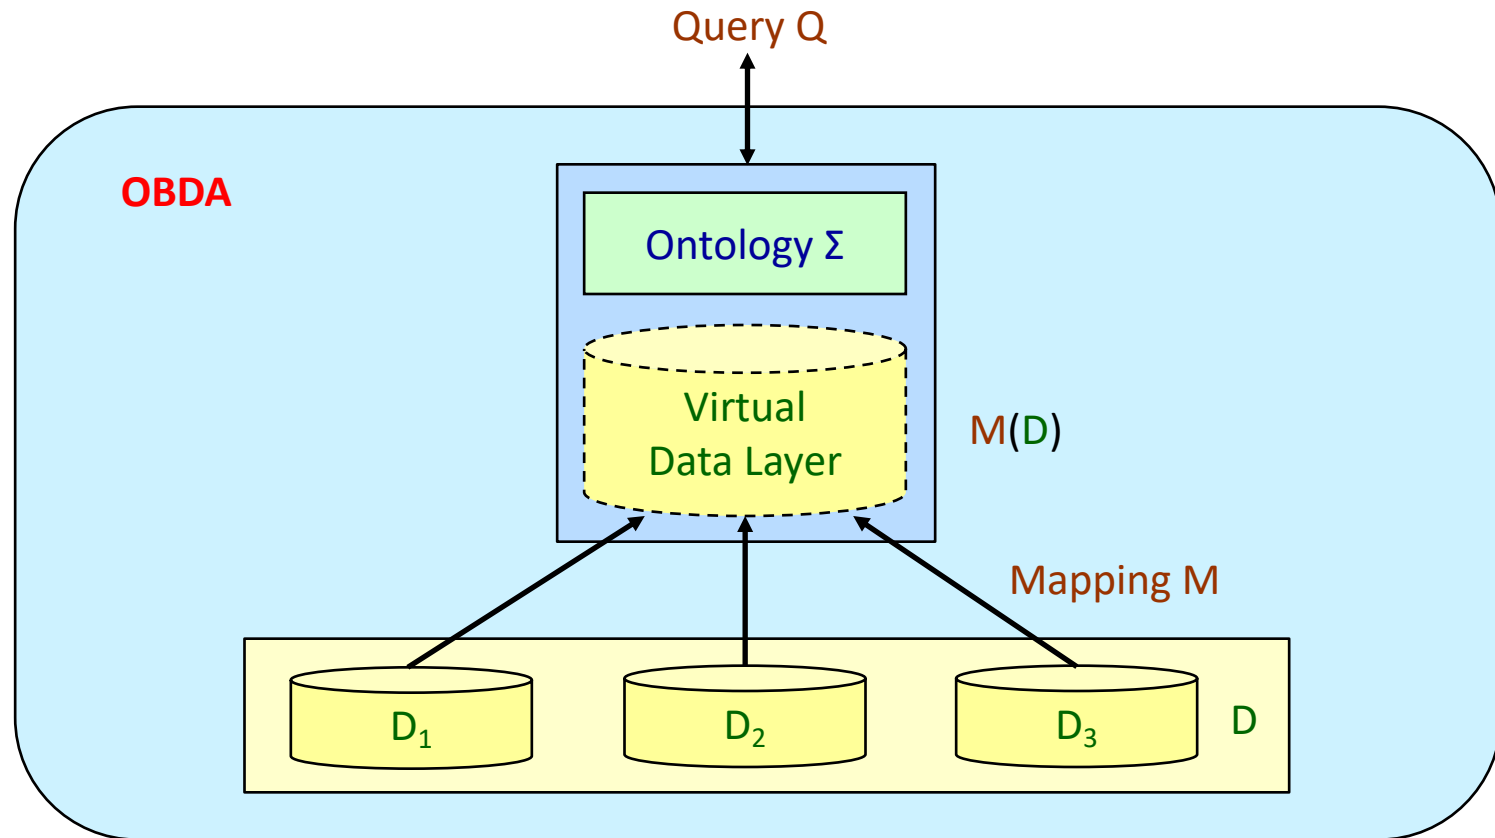 Query Q
OBDA
Ontology Σ
Virtual
Data Layer
M(D)
Mapping M
D₁
D₂
D₃
D